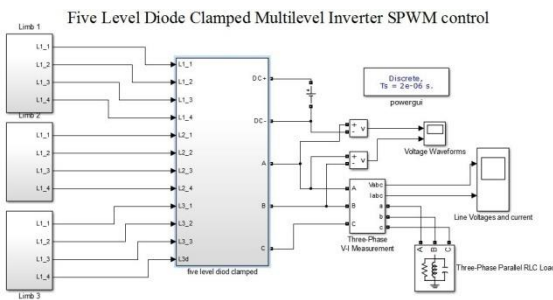 Five Level Diode Clamped Multilevel Inverter SPWM control
Limb 1
L1_1
L1_2
L1_3
L1_4
Limb 2
L1_1
L1_2
L1_3
L1_4
L1_1
L1_2
L1_3
L1_4
Limb 3
L1_1
L1_2
L1_3
L1_4
L2_1
L2_2
L2_3
L2_4
L3_1
L3_2
L3_3
L3d
DC+
DC-
A
B
C
five level diod clamped
Discrete,
Ts = 2e-06 s.
powergui
+
-
v
+
-
v
Voltage Waveforms
A
B
C
Vabc
Iabc
a
b
c
Three-Phase
V-I Measurement
Line Voltages and current
A
B
C
Three-Phase Parallel RLC Load